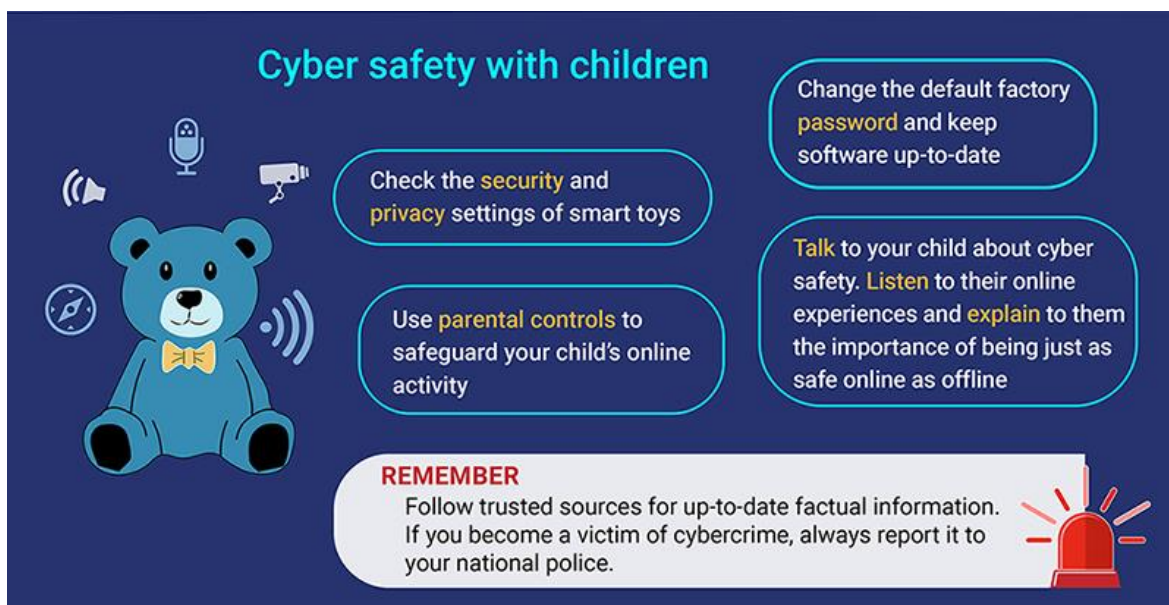 Cyber safety with children
Check the security and
privacy settings of smart toys
Use parental controls to
safeguard your child's online
activity
Change the default factory
password and keep
software up-to-date
Talk to your child about cyber
safety. Listen to their online
experiences and explain to them
the importance of being just as
safe online as offline
REMEMBER
Follow trusted sources for up-to-date factual information.
If you become a victim of cybercrime, always report it to
your national police.